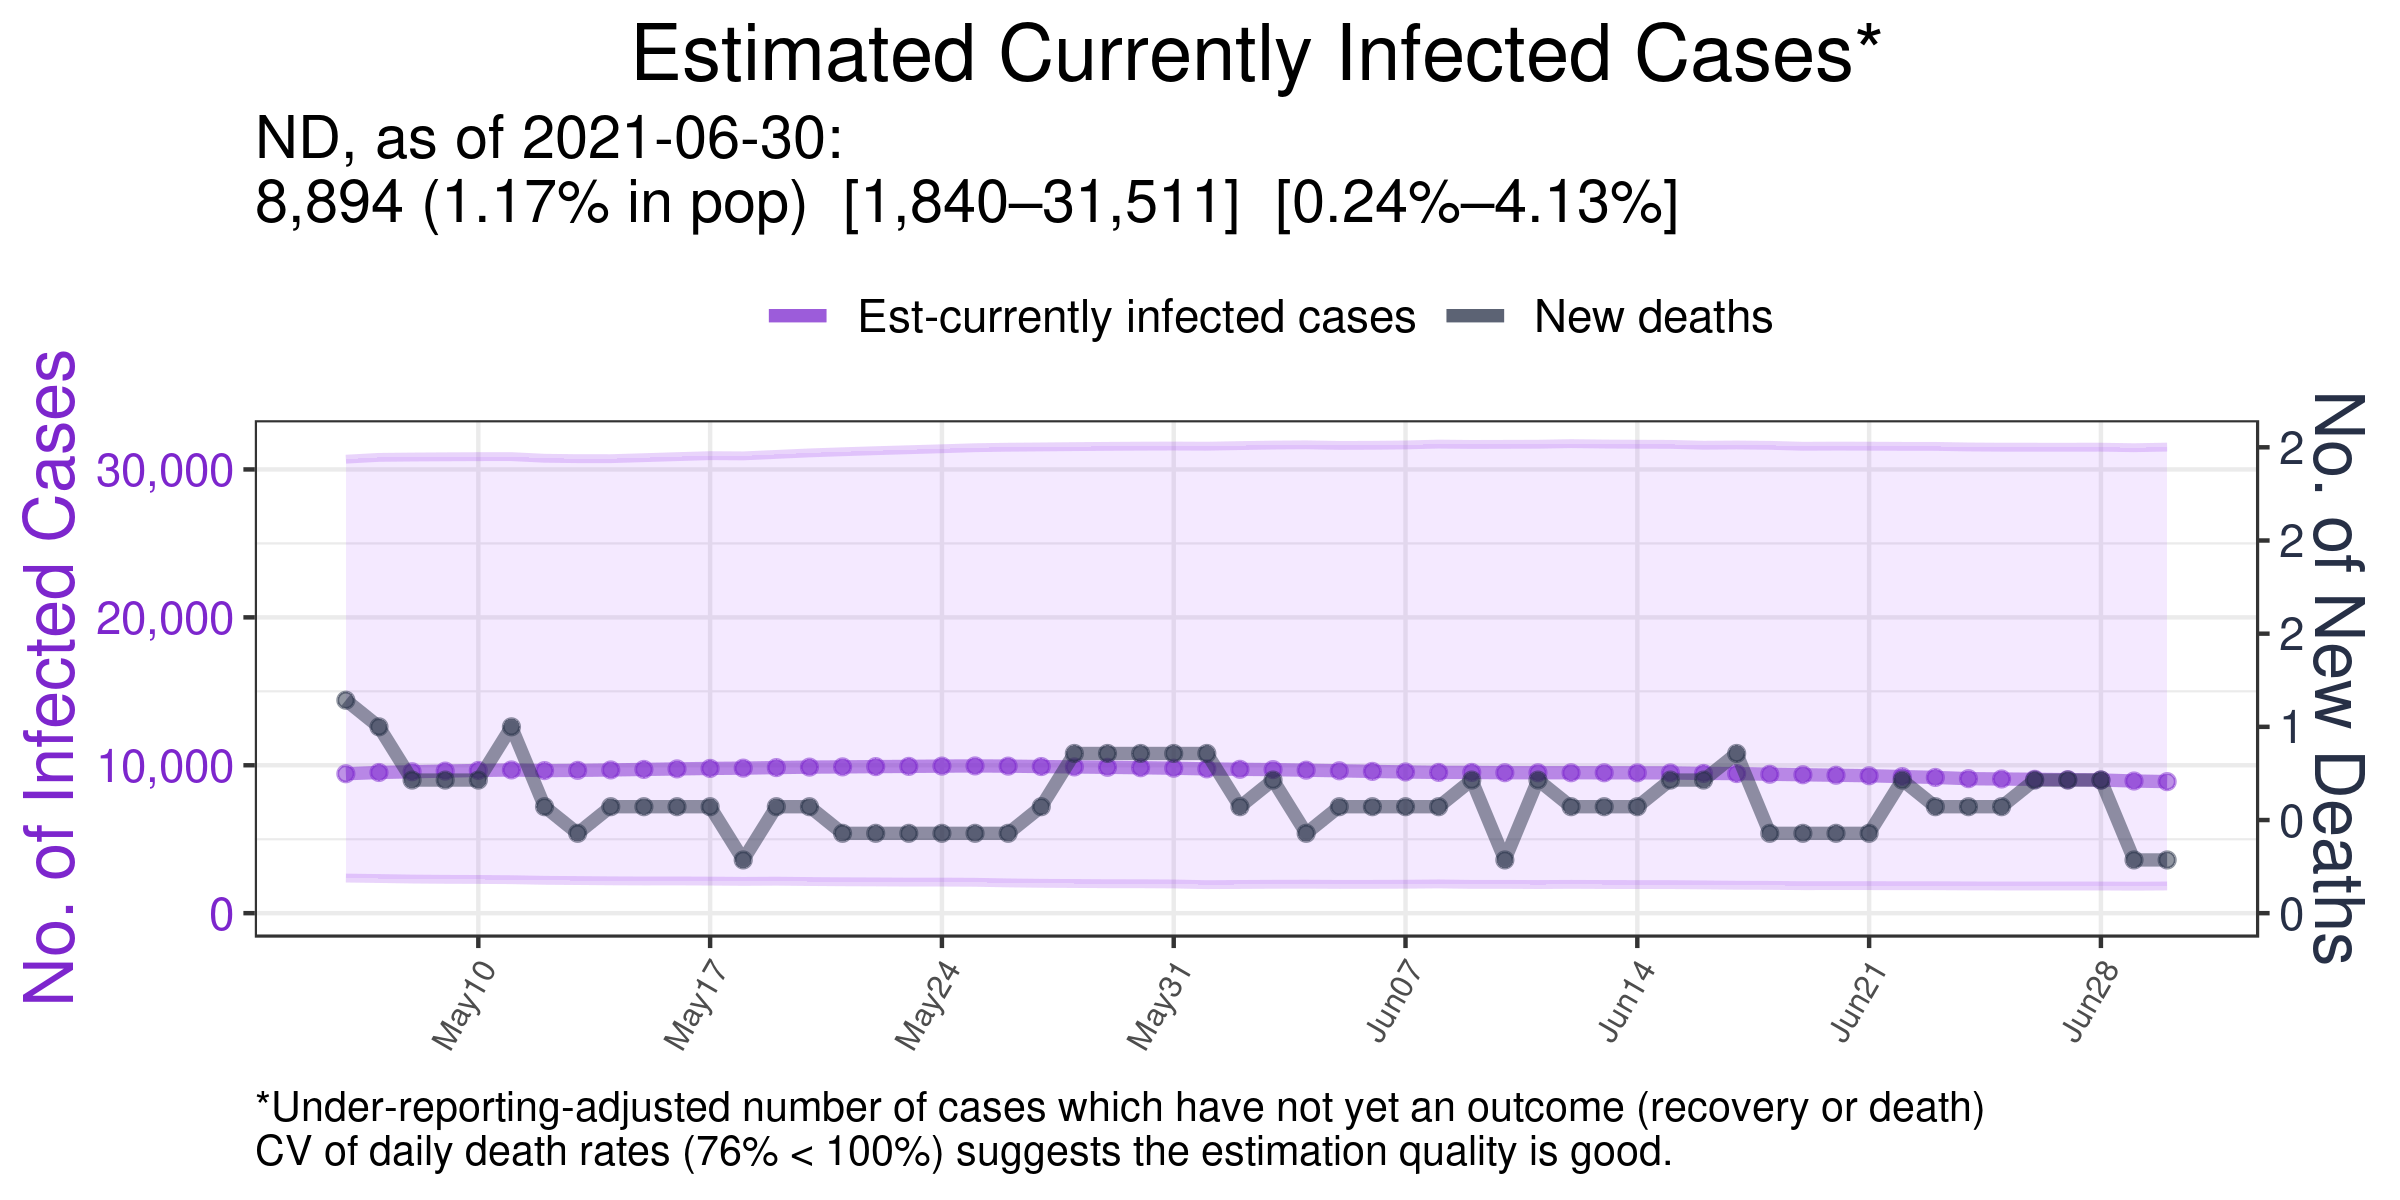 Estimated Currently Infected Cases*
ND, as of 2021-06-30:
8,894 (1.17% in pop)  [1,840–31,511]  [0.24%–4.13%]
Est-currently infected cases
New deaths
No. of Infected Cases
30,000
20,000
10,000
0
2
2
2
1
0
0
No. of New Deaths
May10
May17
May24
May31
Jun07
Jun14
Jun21
Jun28
*Under-reporting-adjusted number of cases which have not yet an outcome (recovery or death)
CV of daily death rates (76% < 100%) suggests the estimation quality is good.